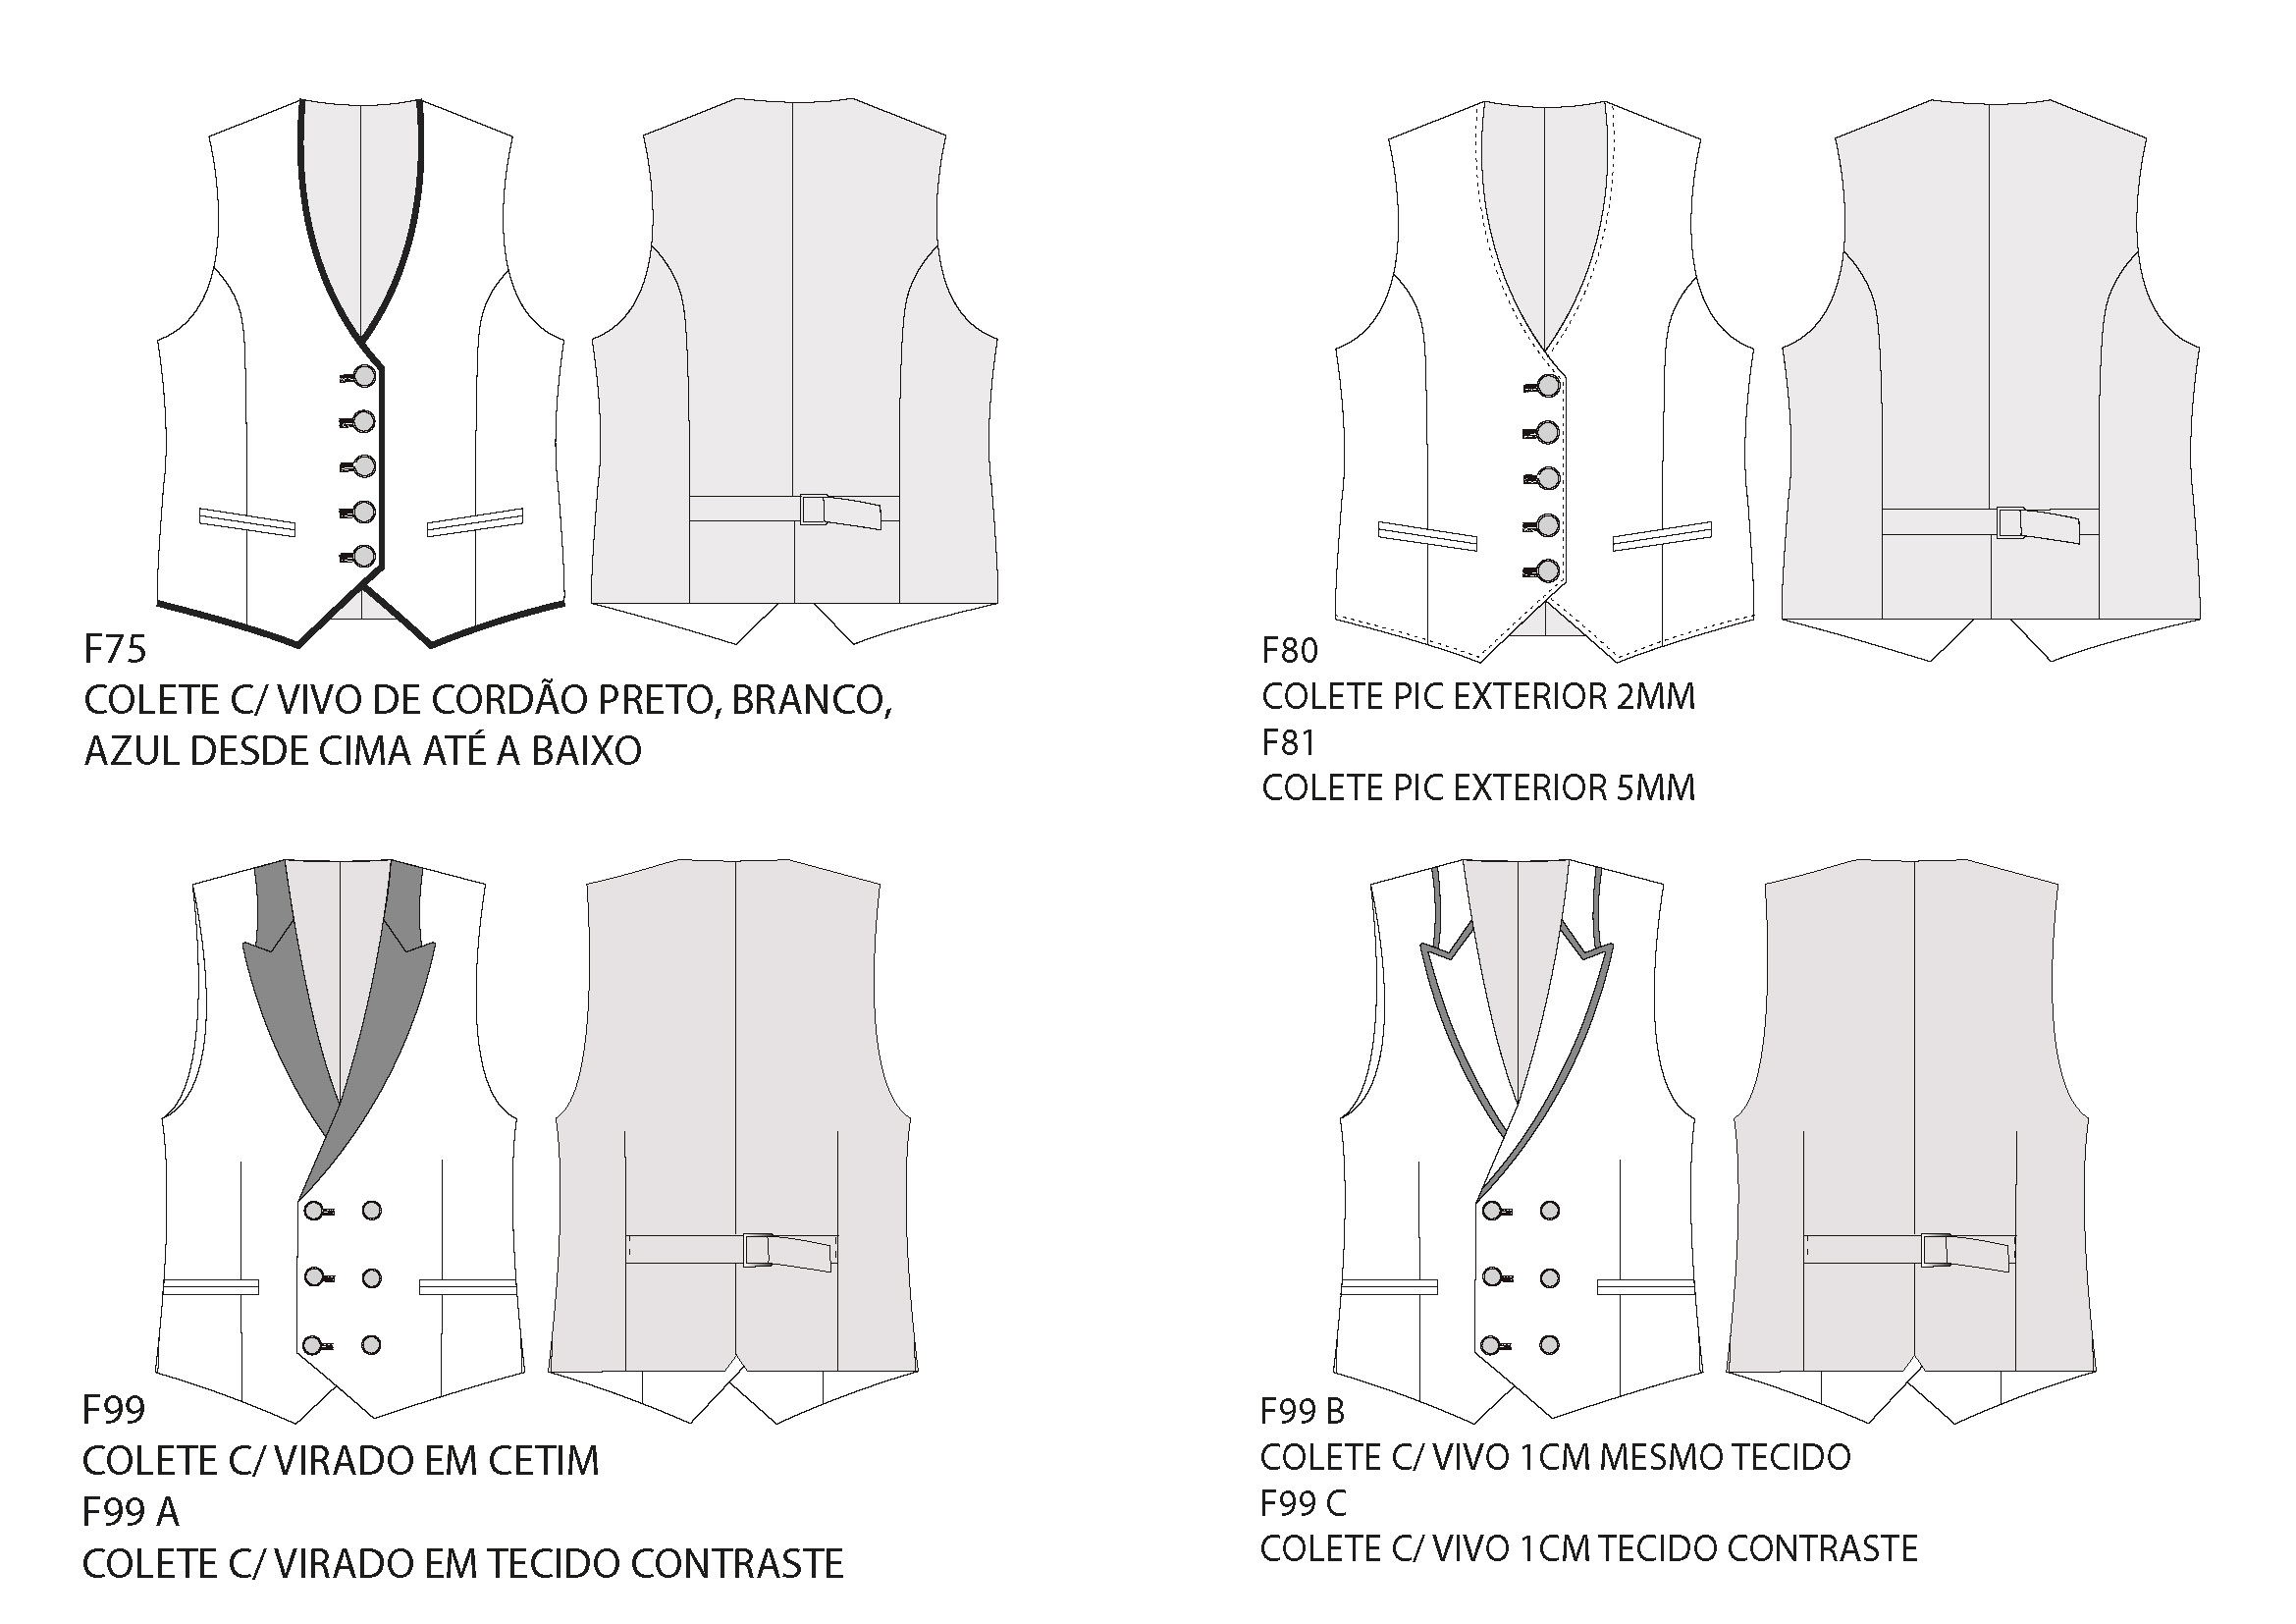 F75
COLETE C/ VIVO DE CORDÃO PRETO, BRANCO,
AZUL DESDE CIMA ATÉ A BAIXO
F80
COLETE PIC EXTERIOR 2MM
F81
COLETE PIC EXTERIOR 5MM
F99
COLETE C/ VIRADO EM CETIM
F99 A
COLETE C/ VIRADO EM TECIDO CONTRASTE
F99 B
COLETE C/ VIVO 1CM MESMO TECIDO
F99 C
COLETE C/ VIVO 1CM TECIDO CONTRASTE